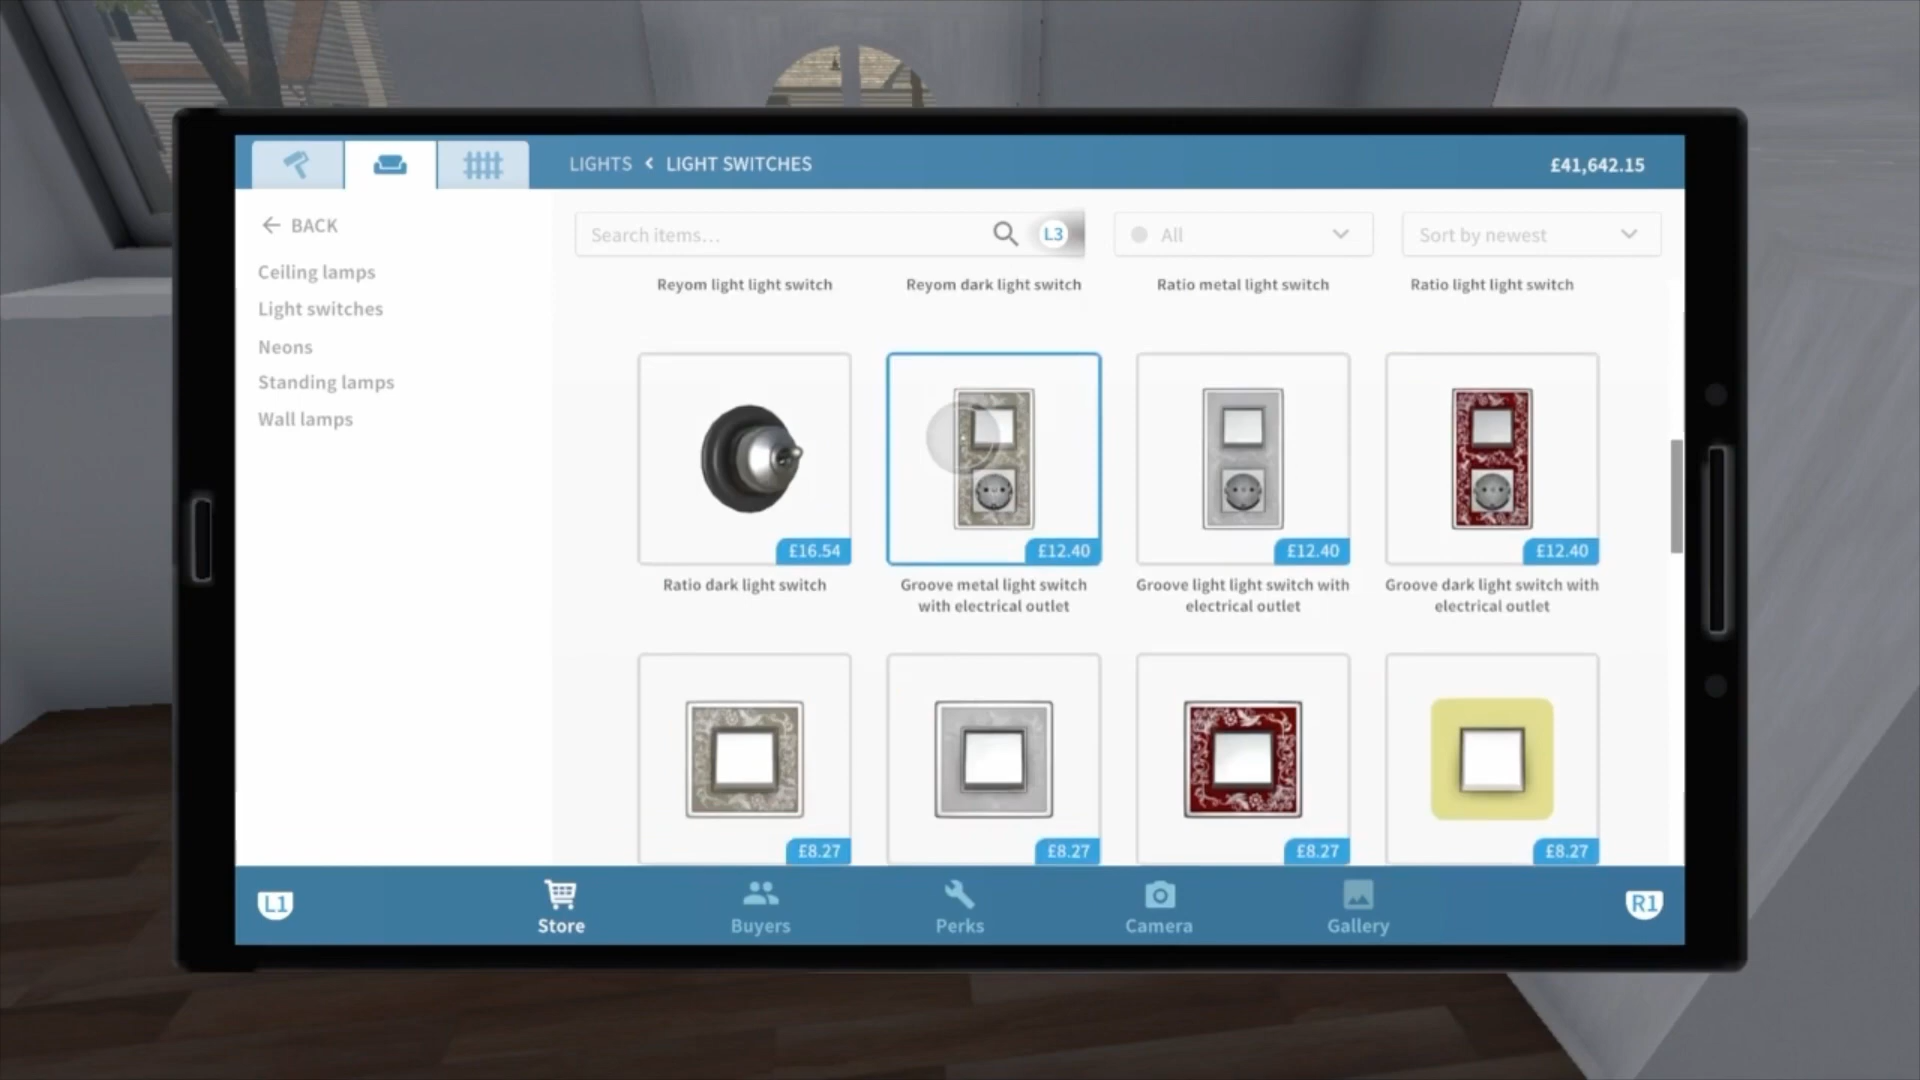 LIGHTS < LIGHT SWITCHES
£41,642.15
BACK
Ceiling lamps
Light switches
Neons
Standing lamps
Wall lamps
Search items...
L3
All
Sort by newest
Reyom light light switch
Reyom dark light switch
Ratio metal light switch
Ratio light light switch
£16.54
£12.40
£12.40
£12.40
Ratio dark light switch
Groove metal light switch
with electrical outlet
Groove light light switch with
electrical outlet
Groove dark light switch with
electrical outlet
£8.27
£8.27
£8.27
£8.27
L1
Store
Buyers
Perks
Camera
Gallery
R1